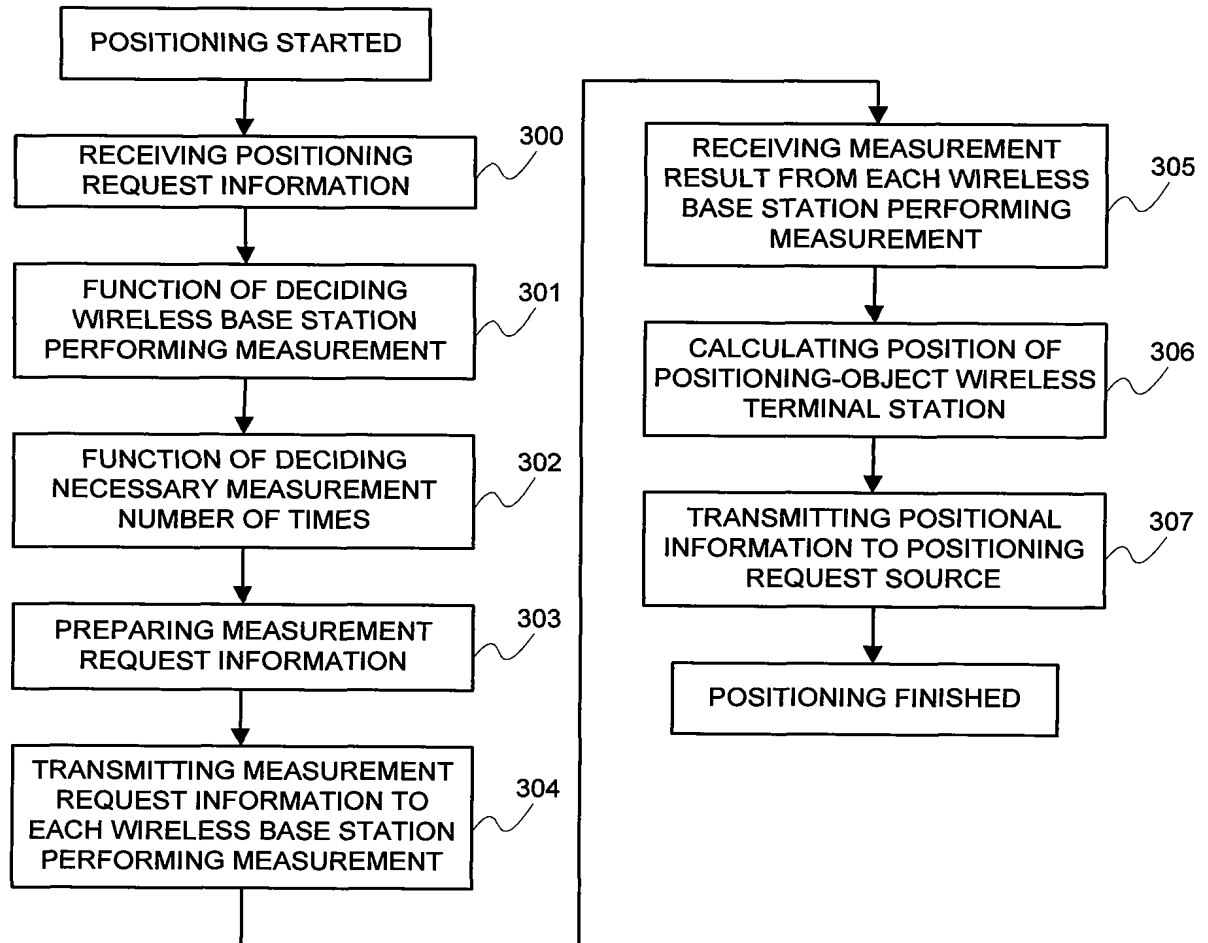 POSITIONING STARTED
RECEIVING POSITIONING
REQUEST INFORMATION
300
FUNCTION OF DECIDING
WIRELESS BASE STATION
PERFORMING MEASUREMENT
301
FUNCTION OF DECIDING
NECESSARY MEASUREMENT
NUMBER OF TIMES
302
PREPARING MEASUREMENT
REQUEST INFORMATION
303
TRANSMITTING MEASUREMENT
REQUEST INFORMATION TO
EACH WIRELESS BASE STATION
PERFORMING MEASUREMENT
304
RECEIVING MEASUREMENT
RESULT FROM EACH WIRELESS
BASE STATION PERFORMING
MEASUREMENT
305
CALCULATING POSITION OF
POSITIONING-OBJECT WIRELESS
TERMINAL STATION
306
TRANSMITTING POSITIONAL
INFORMATION TO POSITIONING
REQUEST SOURCE
307
POSITIONING FINISHED